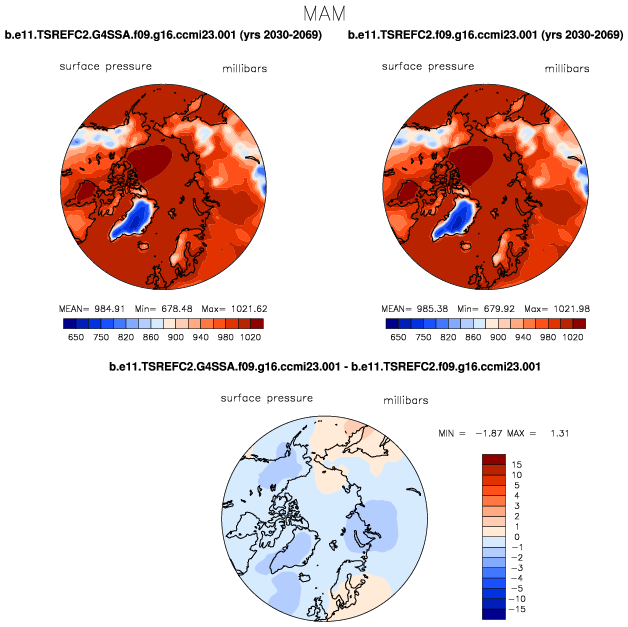 MAM
b.e11.TSREFC2.G4SSA.f09.g16.ccmi23.001 (yrs 2030-2069)
b.e11.TSREFC2.f09.g16.ccmi23.001 (yrs 2030-2069)
surface pressure millibars
surface pressure millibars
MEAN= 984.91 Min= 678.48 Max= 1021.62
650 750 820 860 900 940 980 1020
MEAN= 985.38 Min= 679.92 Max= 1021.98
650 750 820 860 900 940 980 1020
b.e11.TSREFC2.G4SSA.f09.g16.ccmi23.001 - b.e11.TSREFC2.f09.g16.ccmi23.001
surface pressure millibars
MIN = -1.87 MAX = 1.31
15
10
5
4
3
2
1
0
-1
-2
-3
-4
-5
-10
-15